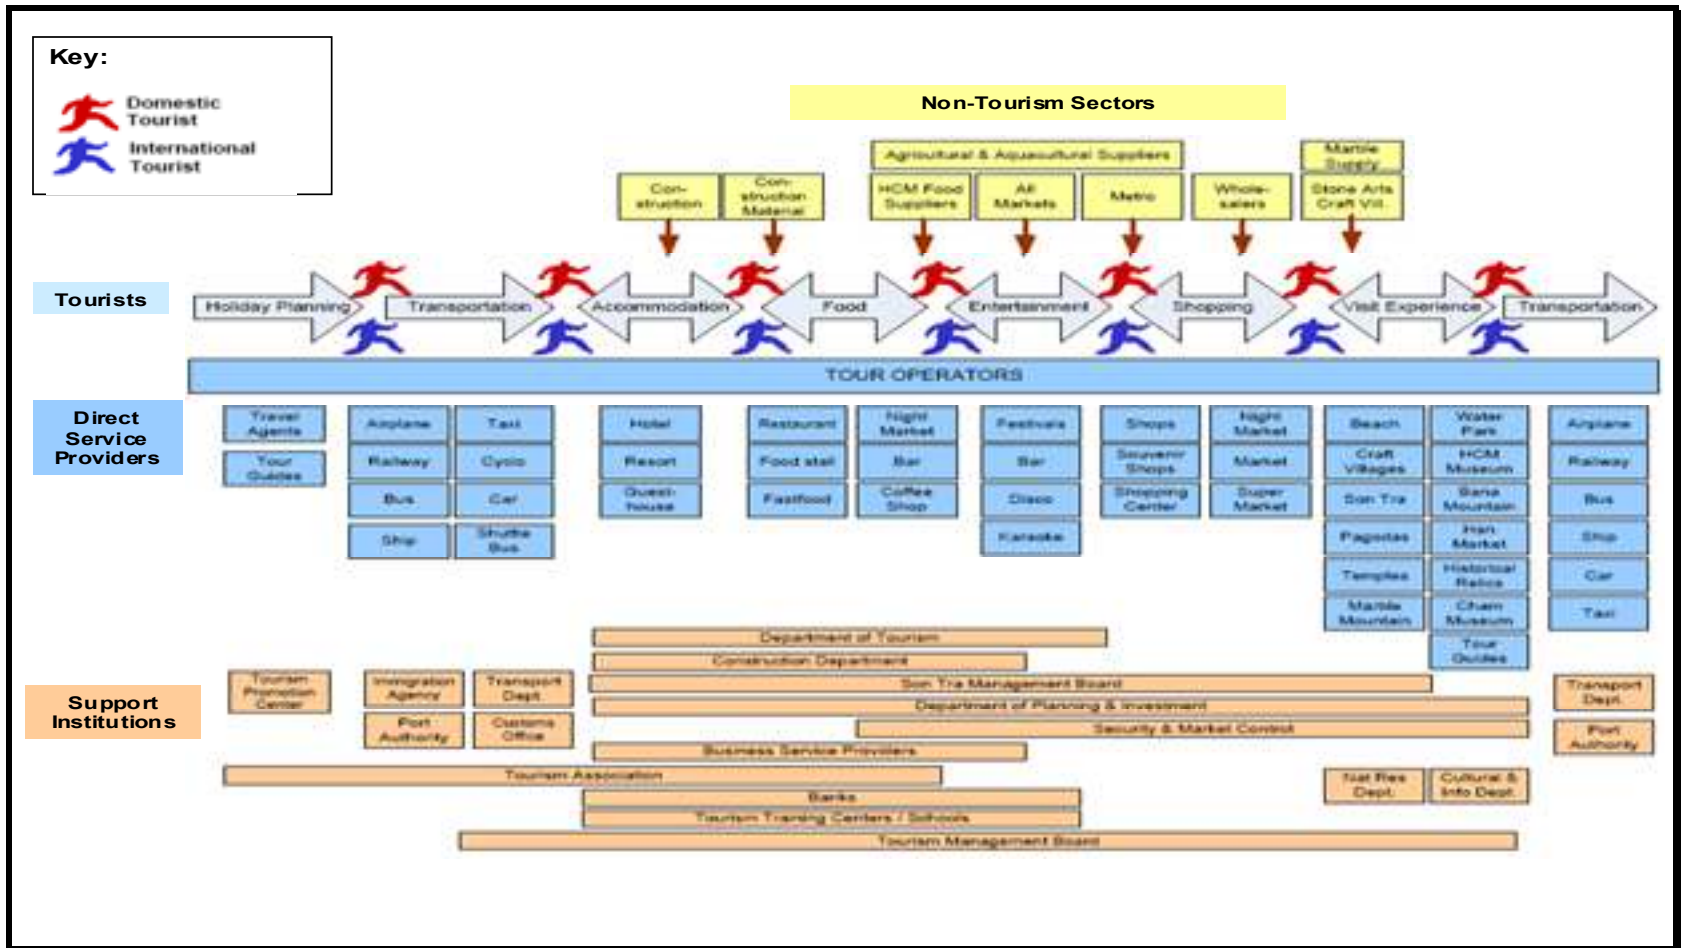 Key:
Domestic
Tourist
International
Tourist
Non-Tourism Sectors
Agricultural & Aquacultural Suppliers
Marble
Supply
Con-
struction
Con-
struction
Material
HCM Food
Suppliers
All
Markets
Metro
Whole-
salers
Stone Arts
Craft Vill.
Tourists
Holiday Planning
Transportation
Accommodation
Food
Entertainment
Shopping
Visit Experience
Transportation
TOUR OPERATORS
Direct
Service
Providers
Travel
Agents
Tour
Guides
Airplane
Railway
Bus
Ship
Taxi
Cyclo
Car
Shuttle
Bus
Hotel
Resort
Guest-
house
Restaurant
Food stall
Fastfood
Night
Market
Bar
Coffee
Shop
Festivals
Bar
Disco
Karaoke
Shops
Souvenir
Shops
Shopping
Center
Night
Market
Market
Super
Market
Beach
Craft
Villages
Son Tra
Pagodas
Temples
Marble
Mountain
Water
Park
HCM
Museum
Bana
Mountain
Han
Market
Historical
Relics
Cham
Museum
Tour
Guides
Airplane
Railway
Bus
Ship
Car
Taxi
Support
Institutions
Department of Tourism
Construction Department
Tourism
Promotion
Center
Immigration
Agency
Transport
Dept.
Son Tra Management Board
Transport
Dept.
Department of Planning & Investment
Port
Authority
Customs
Office
Security & Market Control
Port
Authority
Business Service Providers
Tourism Association
Nat Res
Dept.
Cultural &
Info Dept.
Banks
Tourism Training Centers / Schools
Tourism Management Board